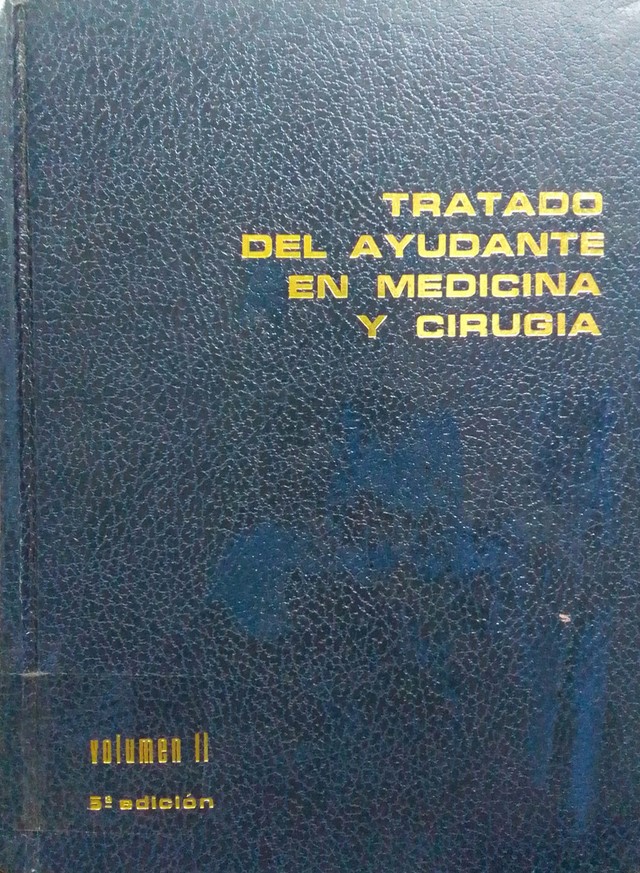 TRATADO
DEL AYUDANTE
EN MEDICINA
Y CIRUGIA
volumen II
5ª edición